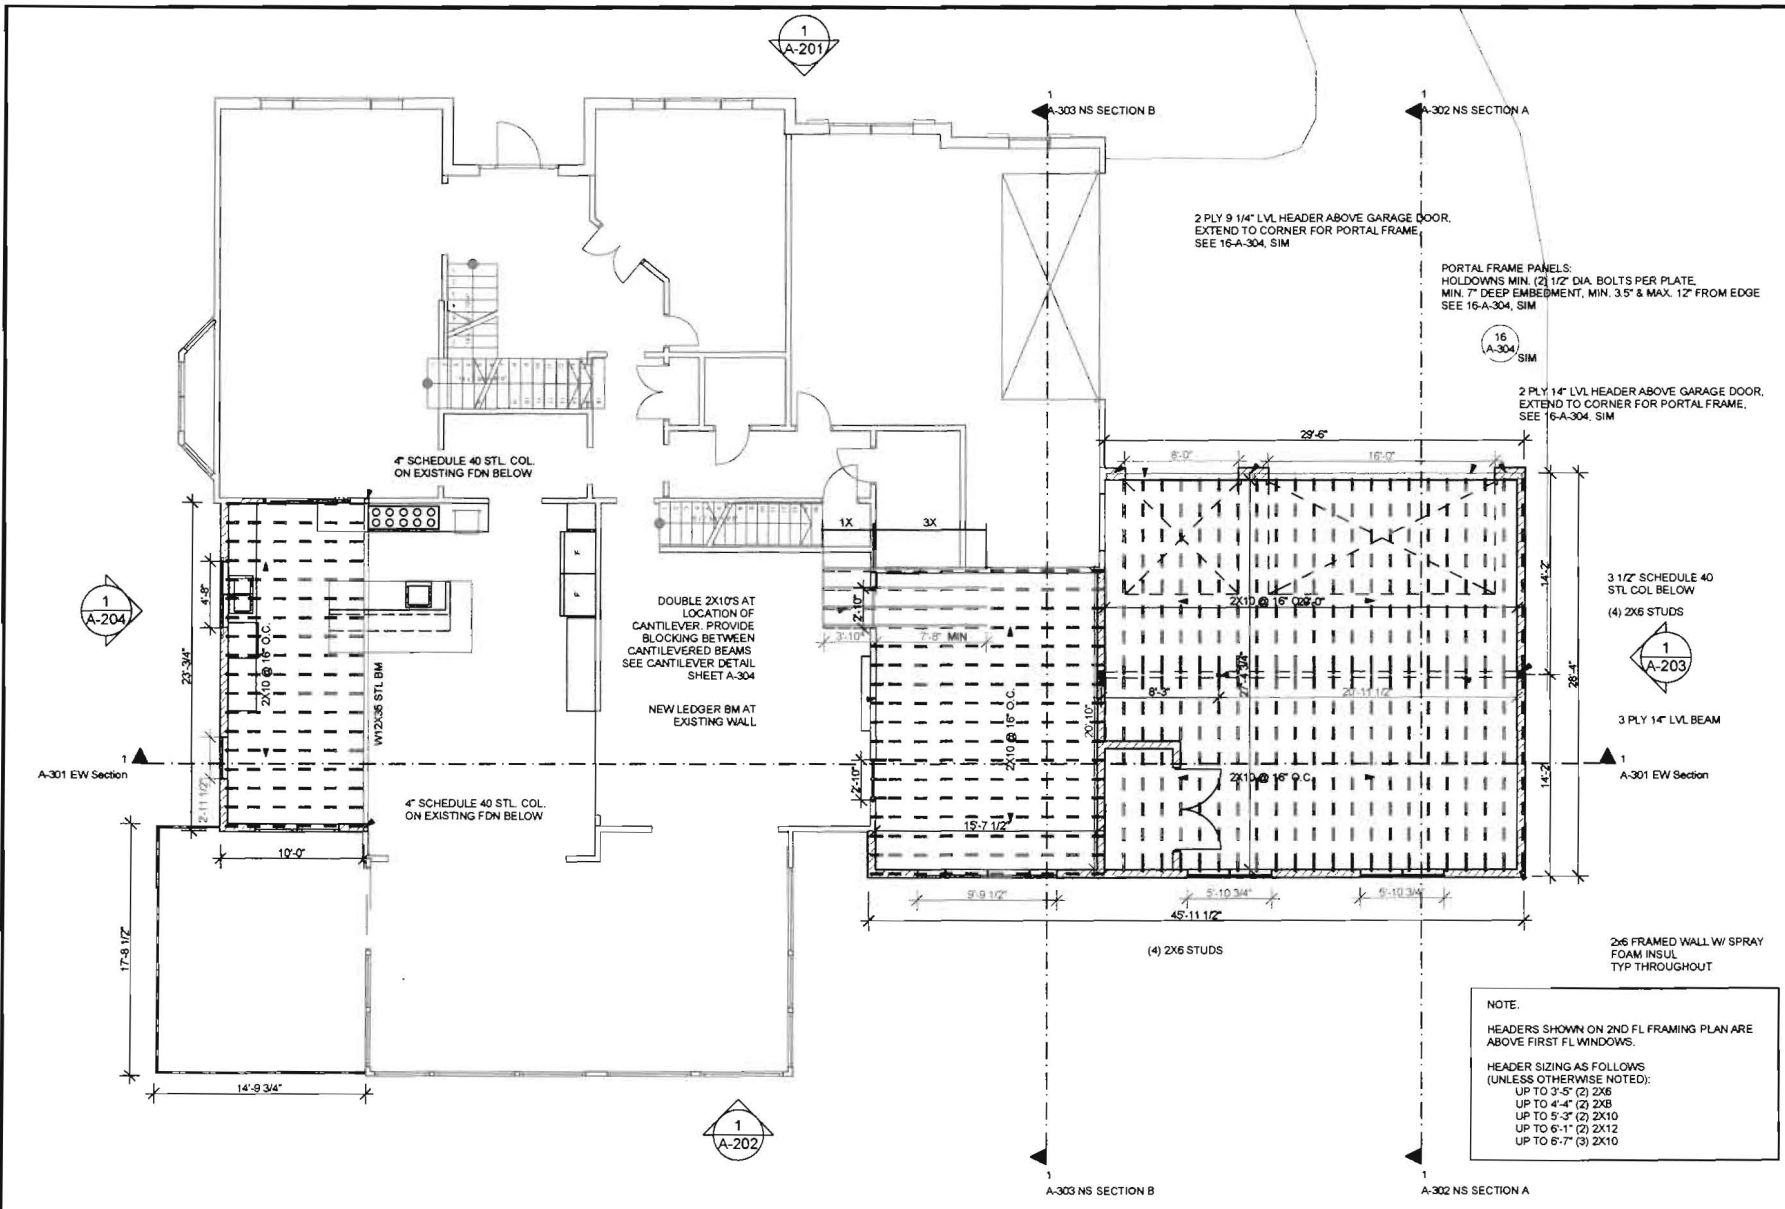 1
A-201
1
A-303 NS SECTION B
1
A-302 NS SECTION A
2 PLY 9 1/4" LVL HEADER ABOVE GARAGE DOOR,
EXTEND TO CORNER FOR PORTAL FRAME
SEE 16-A-304, SIM
PORTAL FRAME PANELS:
HOLDOWNS MIN. (2) 1/2" DIA. BOLTS PER PLATE,
MIN. 7" DEEP EMBEDMENT, MIN. 3.5" & MAX. 12" FROM EDGE
SEE 16-A-304, SIM
16
A-304
SIM
2 PLY 14" LVL HEADER ABOVE GARAGE DOOR,
EXTEND TO CORNER FOR PORTAL FRAME,
SEE 16-A-304, SIM
29'-6"
8'-0"
16'-0"
4" SCHEDULE 40 STL. COL.
ON EXISTING FDN BELOW
1X
3X
14'-2"
28'-4"
3 1/2" SCHEDULE 40
STL COL BELOW
(4) 2X6 STUDS
1
A-204
1
A-203
4'-8"
23'-3/4"
2X10 @ 16" O.C.
W12X35 STL BM
F
F
DOUBLE 2X10'S AT
LOCATION OF
CANTILEVER. PROVIDE
BLOCKING BETWEEN
CANTILEVERED BEAMS
SEE CANTILEVER DETAIL
SHEET A-304
NEW LEDGER BM AT
EXISTING WALL
2'-10"
3'-10"
7'-8" MIN
2X10 @ 16" O.C.
20'-10"
2X10 @ 16" O.C.
27'-4 3/4"
8'-3"
20'-11 1/2"
3 PLY 14" LVL BEAM
1
A-301 EW Section
2'-11 1/2"
2'-10"
2X10 @ 16" O.C.
14'-2"
1
A-301 EW Section
4" SCHEDULE 40 STL. COL.
ON EXISTING FDN BELOW
10'-0"
15'-7 1/2"
9'-9 1/2"
5'-10 3/4"
5'-10 3/4"
45'-11 1/2"
17'-8 1/2"
(4) 2X6 STUDS
2x6 FRAMED WALL W/ SPRAY
FOAM INSUL
TYP THROUGHOUT
14'-9 3/4"
1
A-202
NOTE.
HEADERS SHOWN ON 2ND FL FRAMING PLAN ARE
ABOVE FIRST FL WINDOWS.
HEADER SIZING AS FOLLOWS
(UNLESS OTHERWISE NOTED):
UP TO 3'-5" (2) 2X6
UP TO 4'-4" (2) 2X8
UP TO 5'-3" (2) 2X10
UP TO 6'-1" (2) 2X12
UP TO 6'-7" (3) 2X10
1
A-303 NS SECTION B
1
A-302 NS SECTION A